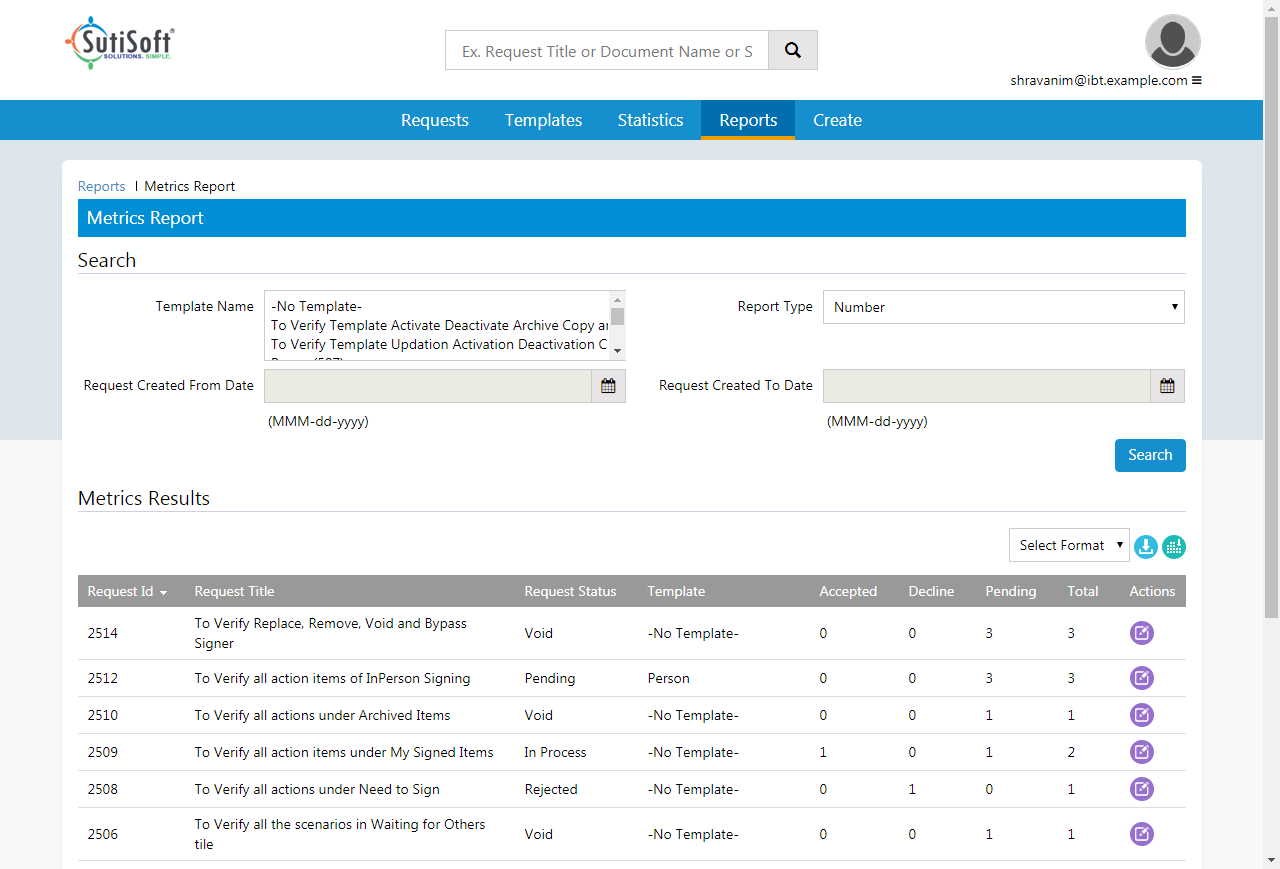 SutiSoft®
SOLUTIONS. SIMPLE.
Ex. Request Title or Document Name or S
shravanim@ibt.example.com
Requests Templates Statistics Reports Create
Reports | Metrics Report
Metrics Report
Search
Template Name
-No Template-
To Verify Template Activate Deactivate Archive Copy ar
To Verify Template Updation Activation Deactivation C
Report Type Number
Request Created From Date
(MMM-dd-yyyy)
Request Created To Date
(MMM-dd-yyyy)
Search
Metrics Results
Select Format
Request Id Request Title Request Status Template Accepted Decline Pending Total Actions
2514 To Verify Replace, Remove, Void and Bypass Signer Void -No Template- 0 0 3 3
2512 To Verify all action items of InPerson Signing Pending Person 0 0 3 3
2510 To Verify all actions under Archived Items Void -No Template- 0 0 1 1
2509 To Verify all action items under My Signed Items In Process -No Template- 1 0 1 2
2508 To Verify all actions under Need to Sign Rejected -No Template- 0 1 0 1
2506 To Verify all the scenarios in Waiting for Others tile Void -No Template- 0 0 1 1